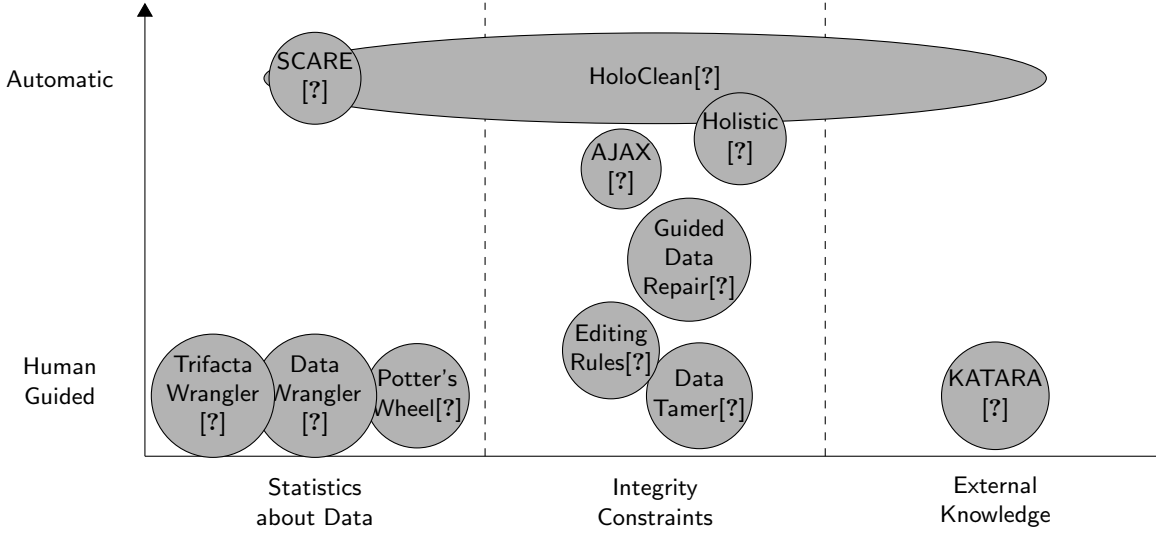 Automatic
SCARE
[?]
HoloClean[?]
Holistic
[?]
AJAX
[?]
Guided
Data
Repair[?]
Editing
Rules[?]
Human
Guided
Trifacta
Wrangler
[?]
Data
Wrangler
[?]
Potter's
Wheel[?]
Data
Tamer[?]
KATARA
[?]
Statistics
about Data
Integrity
Constraints
External
Knowledge